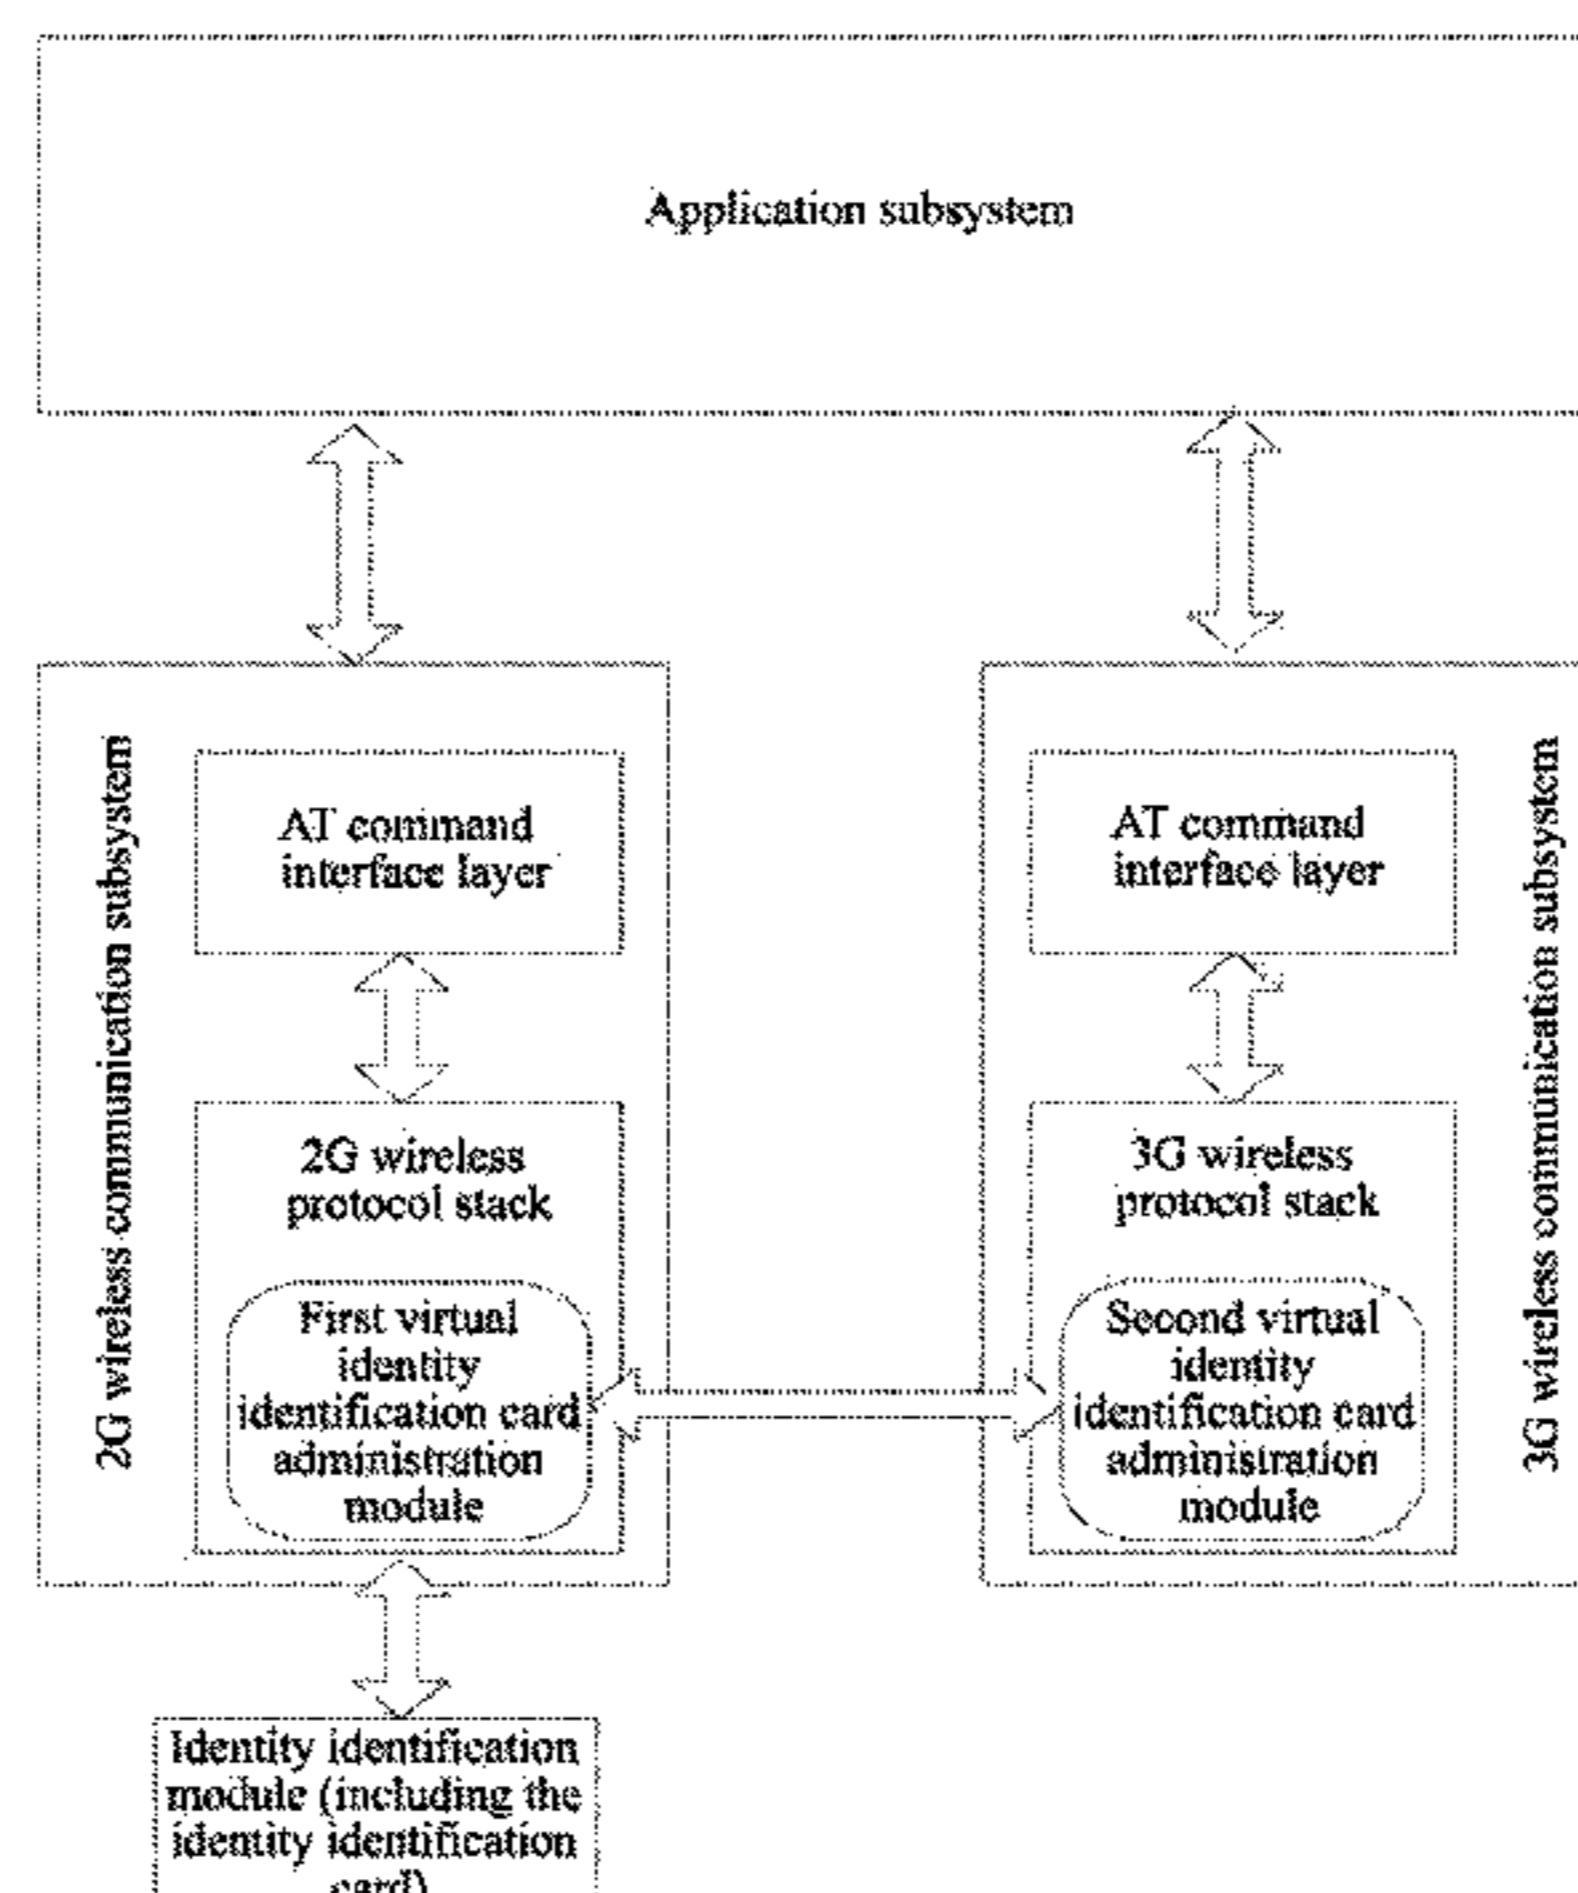 Application subsystem
2G wireless communication subsystem
AT command
interface layer
2G wireless
protocol stack
First virtual
identity
identification card
administration
module
AT command
interface layer
3G wireless
protocol stack
Second virtual
identity
identification card
administration
module
3G wireless communication subsystem
Identity identification
module (including the
identity identification
card)